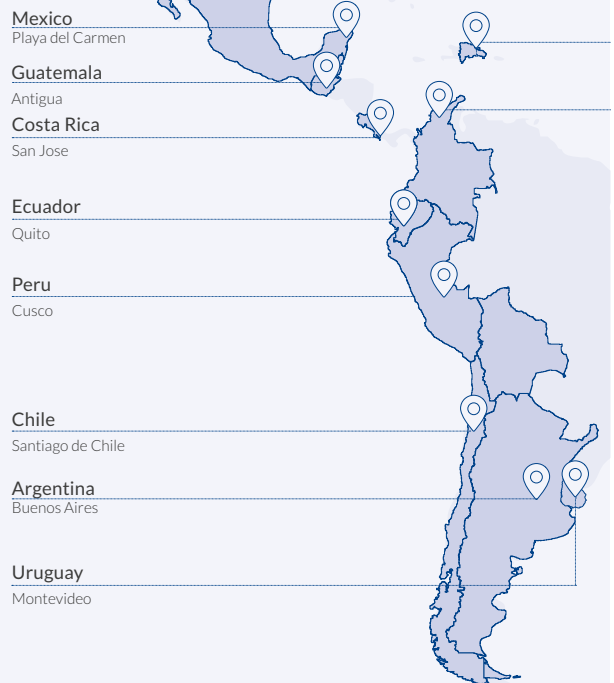 Mexico
Playa del Carmen
Guatemala
Antigua
Costa Rica
San Jose
Ecuador
Quito
Peru
Cusco
Chile
Santiago de Chile
Argentina
Buenos Aires
Uruguay
Montevideo